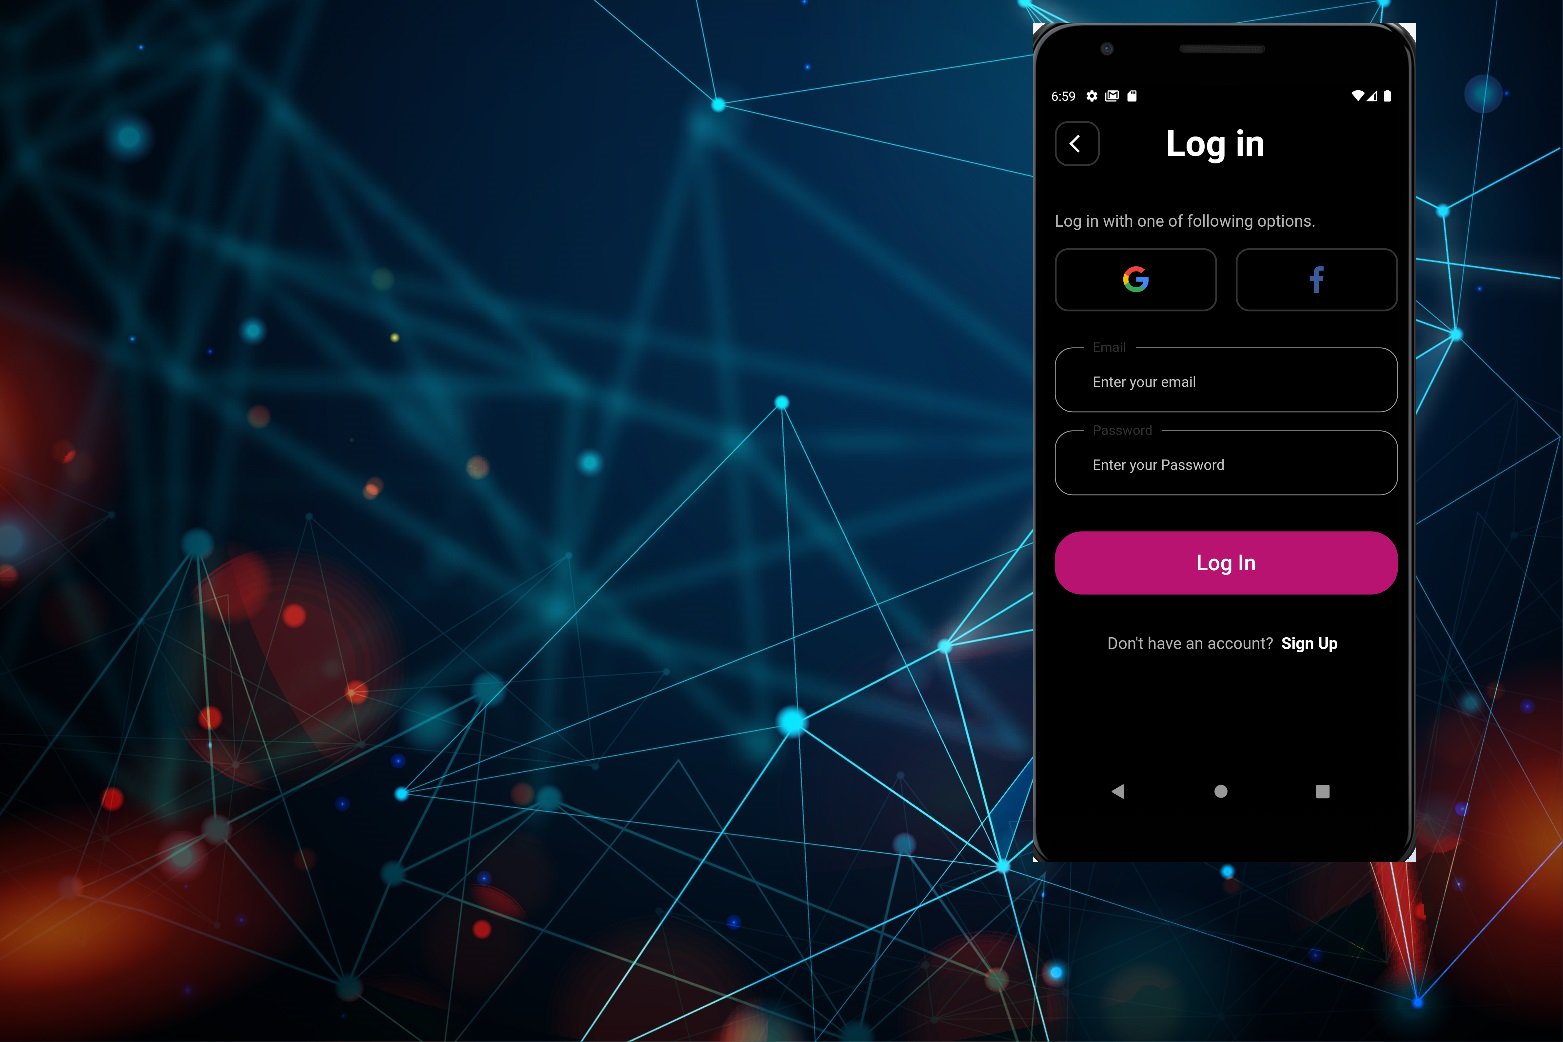 6:59
Log in
Log in with one of following options.
Email
Enter your email
Password
Enter your Password
Log In
Don't have an account? Sign Up